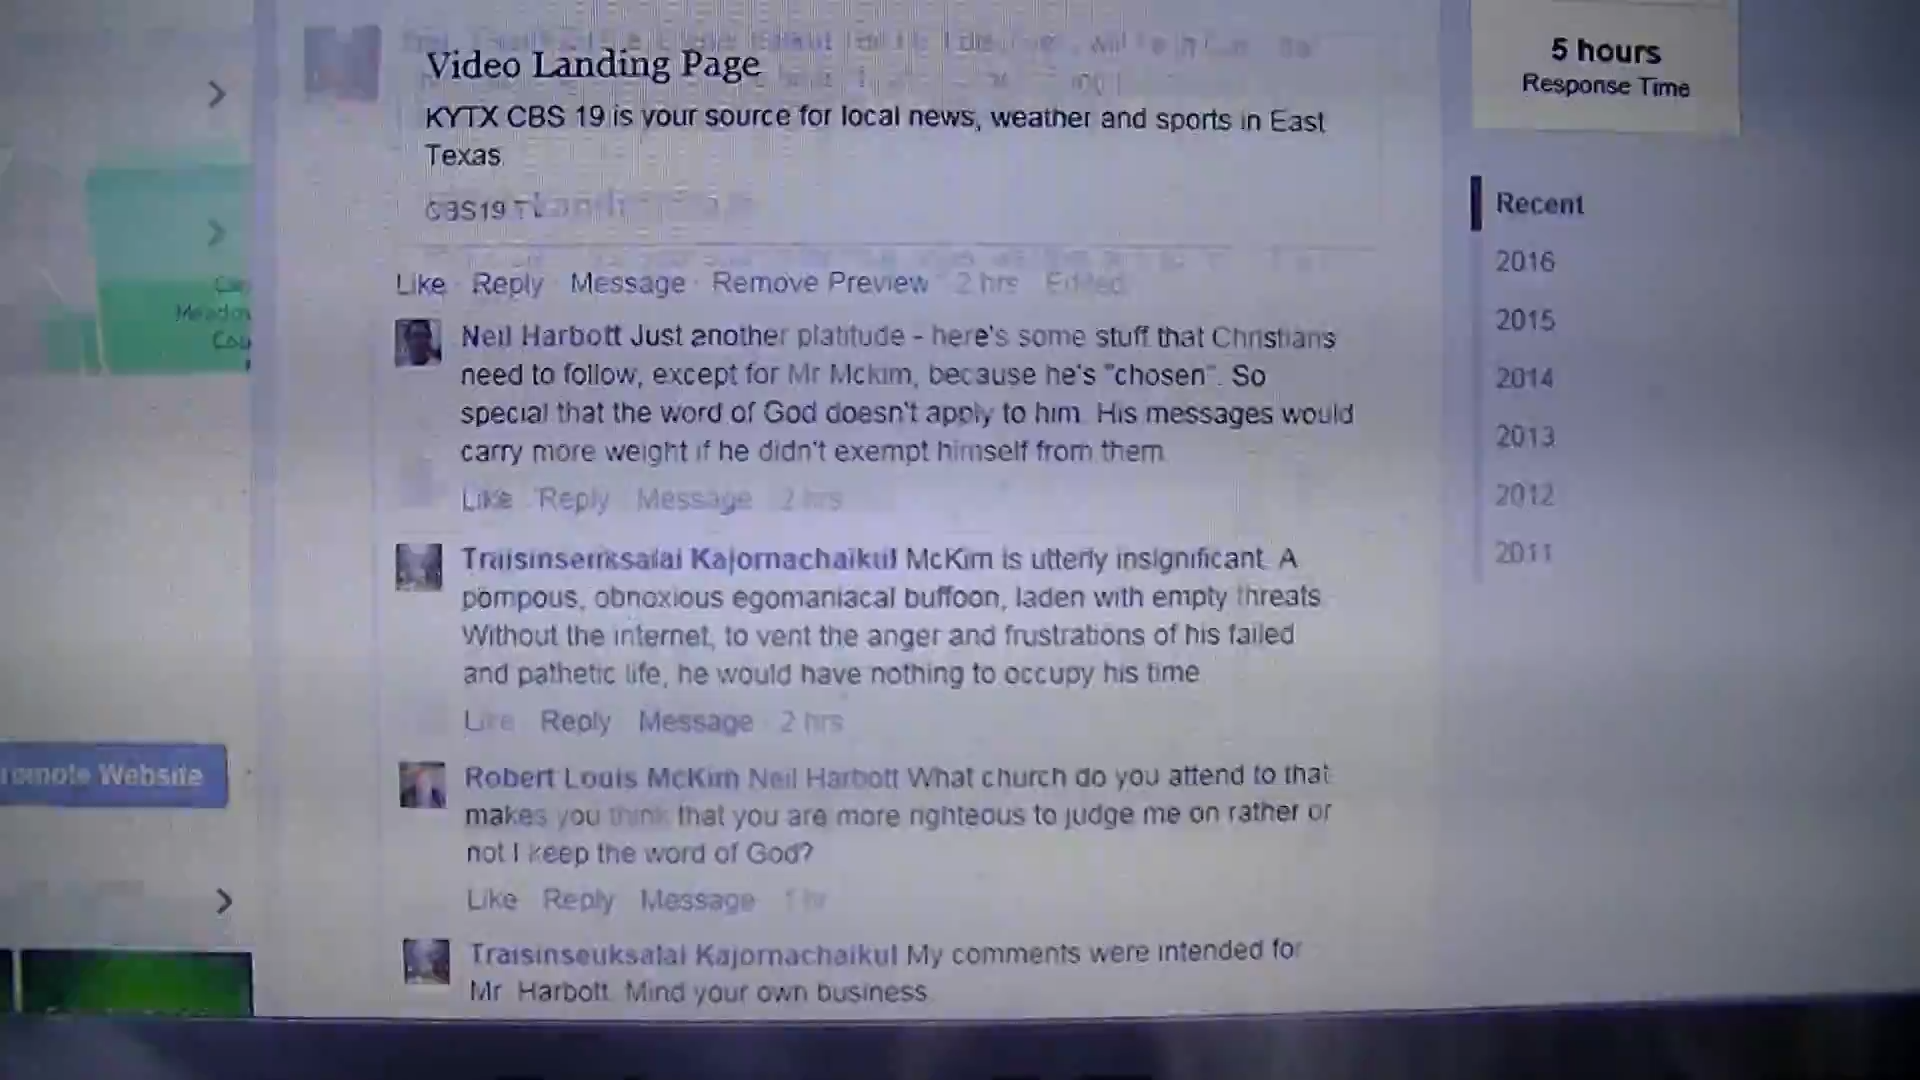 Video Landing Page
KYTX CBS 19 is your source for local news, weather and sports in East
Texas.
CBS19
Like · Reply · Message · Remove Preview · 2 hrs · Edited
Neil Harbott Just another platitude - here's some stuff that Christians
need to follow, except for Mr Mckim, because he's "chosen". So
special that the word of God doesn't apply to him. His messages would
carry more weight if he didn't exempt himself from them.
Like · Reply · Message · 2 hrs
Traisinseuksalai Kajornachaikul McKim is utterly insignificant. A
pompous, obnoxious egomaniacal buffoon, laden with empty threats.
Without the internet, to vent the anger and frustrations of his failed
and pathetic life, he would have nothing to occupy his time.
Like · Reply · Message · 2 hrs
Robert Louis McKim Neil Harbott What church do you attend to that
makes you think that you are more righteous to judge me on rather or
not I keep the word of God?
Like · Reply · Message · 1 hr
Traisinseuksalai Kajornachaikul My comments were intended for
Mr. Harbott. Mind your own business.
5 hours
Response Time
Recent
2016
2015
2014
2013
2012
2011
Promote Website